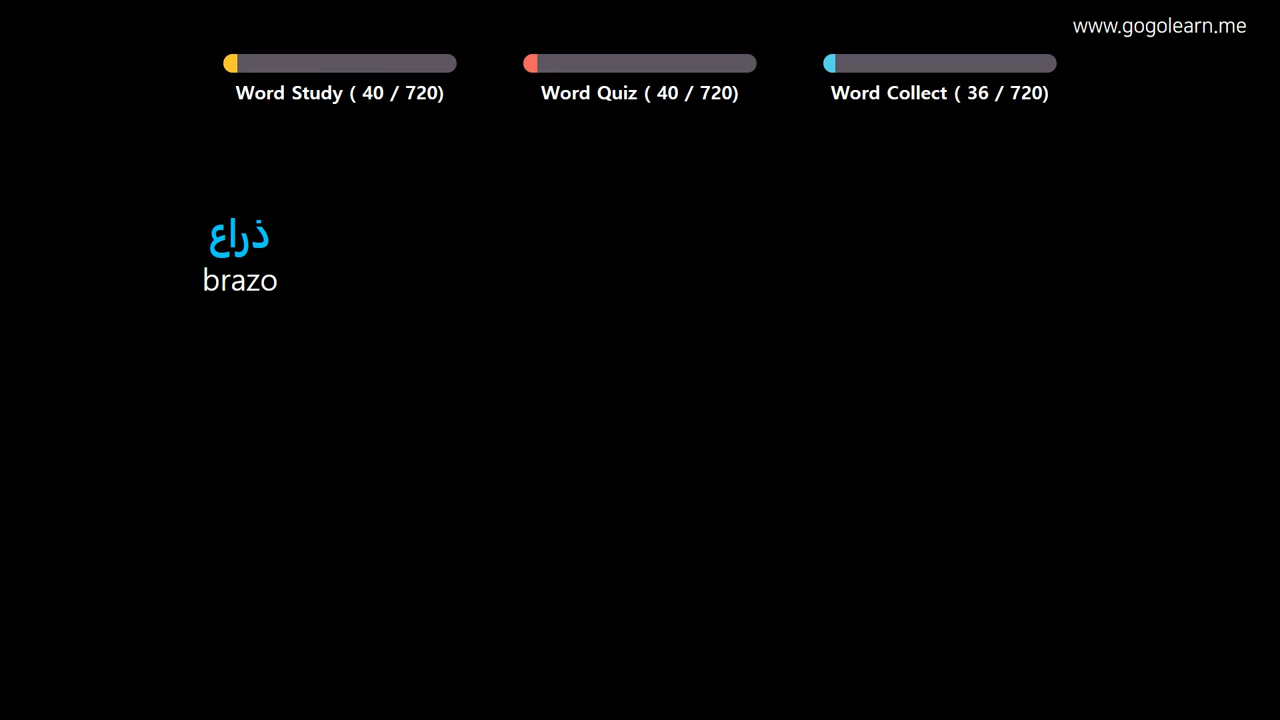 www.gogolearn.me
Word Study ( 40 / 720)
Word Quiz ( 40 / 720)
Word Collect ( 36 / 720)
ذراع
brazo